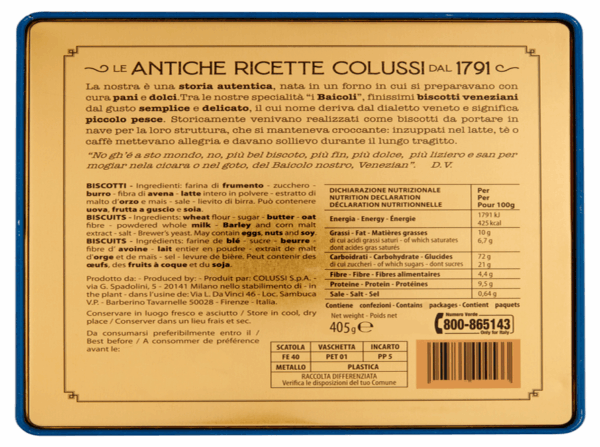 LE ANTICHE RICETTE COLUSSI DAL 1791
La nostra è una storia autentica, nata in un forno in cui si preparavano con
cura pani e dolci. Tra le nostre specialità "i Baicoli", finissimi biscotti veneziani
dal gusto semplice e delicato, il cui nome deriva dal dialetto veneto e significa
piccolo pesce. Storicamente venivano realizzati come biscotti da portare in
nave per la loro struttura, che si manteneva croccante: inzuppati nel latte, tè o
caffè mettevano allegria e davano sollievo durante il lungo tragitto.
"No gh'è a sto mondo, no, più bel biscoto, più fin, più dolce, più liziero e san per
mogiar nela cicara o nel goto, del Baicolo nostro, Venezian". D.V.
BISCOTTI - Ingredienti: farina di frumento - zucchero -
burro - fibra di avena - latte intero in polvere - estratto di
malto d'orzo e mais - sale - lievito di birra. Può contenere
uova, frutta a guscio e soia.
BISCUITS - Ingredients: wheat flour - sugar - butter - oat
fibre - powdered whole milk - Barley and corn malt
extract - salt - Brewer's yeast. May contain eggs, nuts and soy.
BISCUITS - Ingrédients: farine de blé - sucre - beurre -
fibre d'avoine - lait entier en poudre - extrait de malt
d'orge et de maïs - sel - levure de bière. Peut contenir des
œufs, des fruits à coque et du soja.
Prodotto da: - Produced by: - Produit par: COLUSSI S.p.A. -
via G. Spadolini, 5 - 20141 Milano nello stabilimento di - in
the plant - dans l'usine de: Via L. Da Vinci 46 - Loc. Sambuca
V.P. - Barberino Tavarnelle 50028 - Firenze - Italia.
Conservare in luogo fresco e asciutto / Store in cool, dry
place / Conserver dans un lieu frais et sec.
Da consumarsi preferibilmente entro il /
Best before / A consommer de préférence
avant le:
DICHIARAZIONE NUTRIZIONALE
NUTRITION DECLARATION
DÉCLARATION NUTRITIONNELLE
Per
Per
Pour 100g
Energia - Energy - Énergie
1791 kJ
425 kcal
Grassi - Fat - Matières grasses
10 g
di cui acidi grassi saturi - of which saturates
6,7 g
dont acides gras saturés
Carboidrati - Carbohydrate - Glucides
72 g
di cui zuccheri - of which sugars - dont sucres
21 g
Fibre - Fibre - Fibres alimentaires
4,4 g
Proteine - Protein - Protéines
9,5 g
Sale - Salt - Sel
0,64 g
Contiene confezioni - Contains packages - Contient paquets
Net weight - Poids net
405 g e
Numero Verde
800-865143
Only for Italy
SCATOLA VASCHETTA INCARTO
FE 40 PET 01 PP 5
METALLO PLASTICA
RACCOLTA DIFFERENZIATA
Verifica le disposizioni del tuo Comune